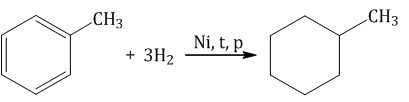 CH₃
+ 3H₂
Ni, t, p
CH₃